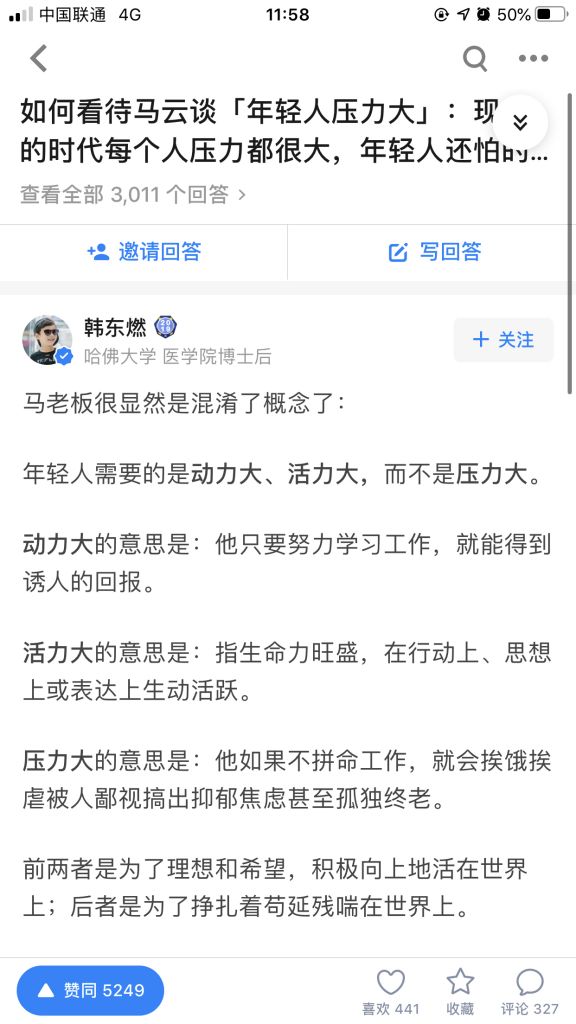 中国联通 4G 11:58 50%
如何看待马云谈「年轻人压力大」：现
的时代每个人压力都很大，年轻人还怕的...
查看全部 3,011 个回答 >
邀请回答 写回答
韩东燃 2019
+ 关注
哈佛大学 医学院博士后
马老板很显然是混淆了概念了：
年轻人需要的是动力大、活力大，而不是压力大。
动力大的意思是：他只要努力学习工作，就能得到
诱人的回报。
活力大的意思是：指生命力旺盛，在行动上、思想
上或表达上生动活跃。
压力大的意思是：他如果不拼命工作，就会挨饿挨
虐被人鄙视搞出抑郁焦虑甚至孤独终老。
前两者是为了理想和希望，积极向上地活在世界
上；后者是为了挣扎着苟延残喘在世界上。
赞同 5249
喜欢 441 收藏 评论 327